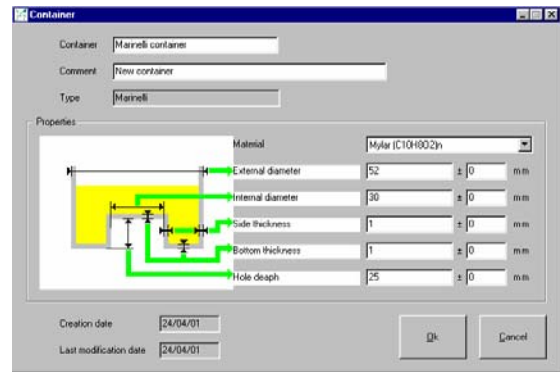 Container
Container Marinelli container
Comment New container
Type Marinelli
Properties
Material Mylar (C10H8O2)n
External diameter 52 ± 0 mm
Internal diameter 30 ± 0 mm
Side thickness 1 ± 0 mm
Bottom thickness 1 ± 0 mm
Hole deaph 25 ± 0 mm
Creation date 24/04/01
Last modification date 24/04/01
Ok Cancel